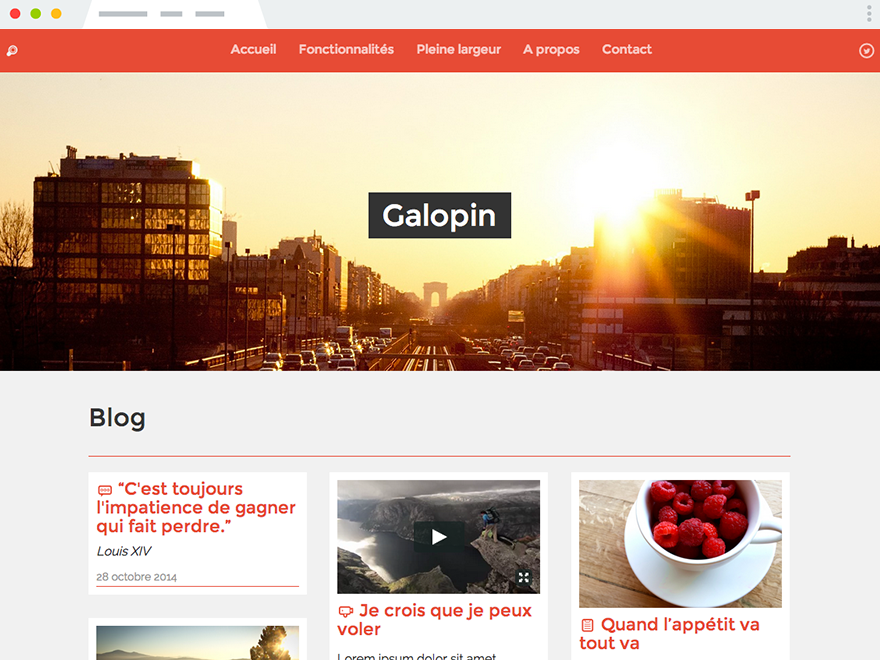 Accueil Fonctionnalités Pleine largeur A propos Contact
Galopin
Blog
“C'est toujours
l'impatience de gagner
qui fait perdre.”
Louis XIV
28 octobre 2014
Je crois que je peux
voler
Lorem ipsum dolor sit amet
Quand l’appétit va
tout va